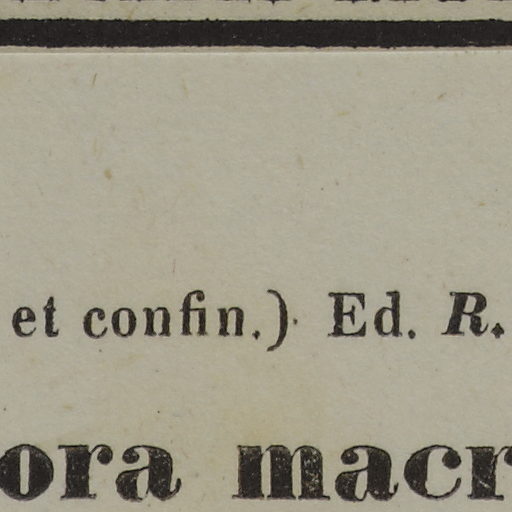 et confin.) Ed. R.
ora macr